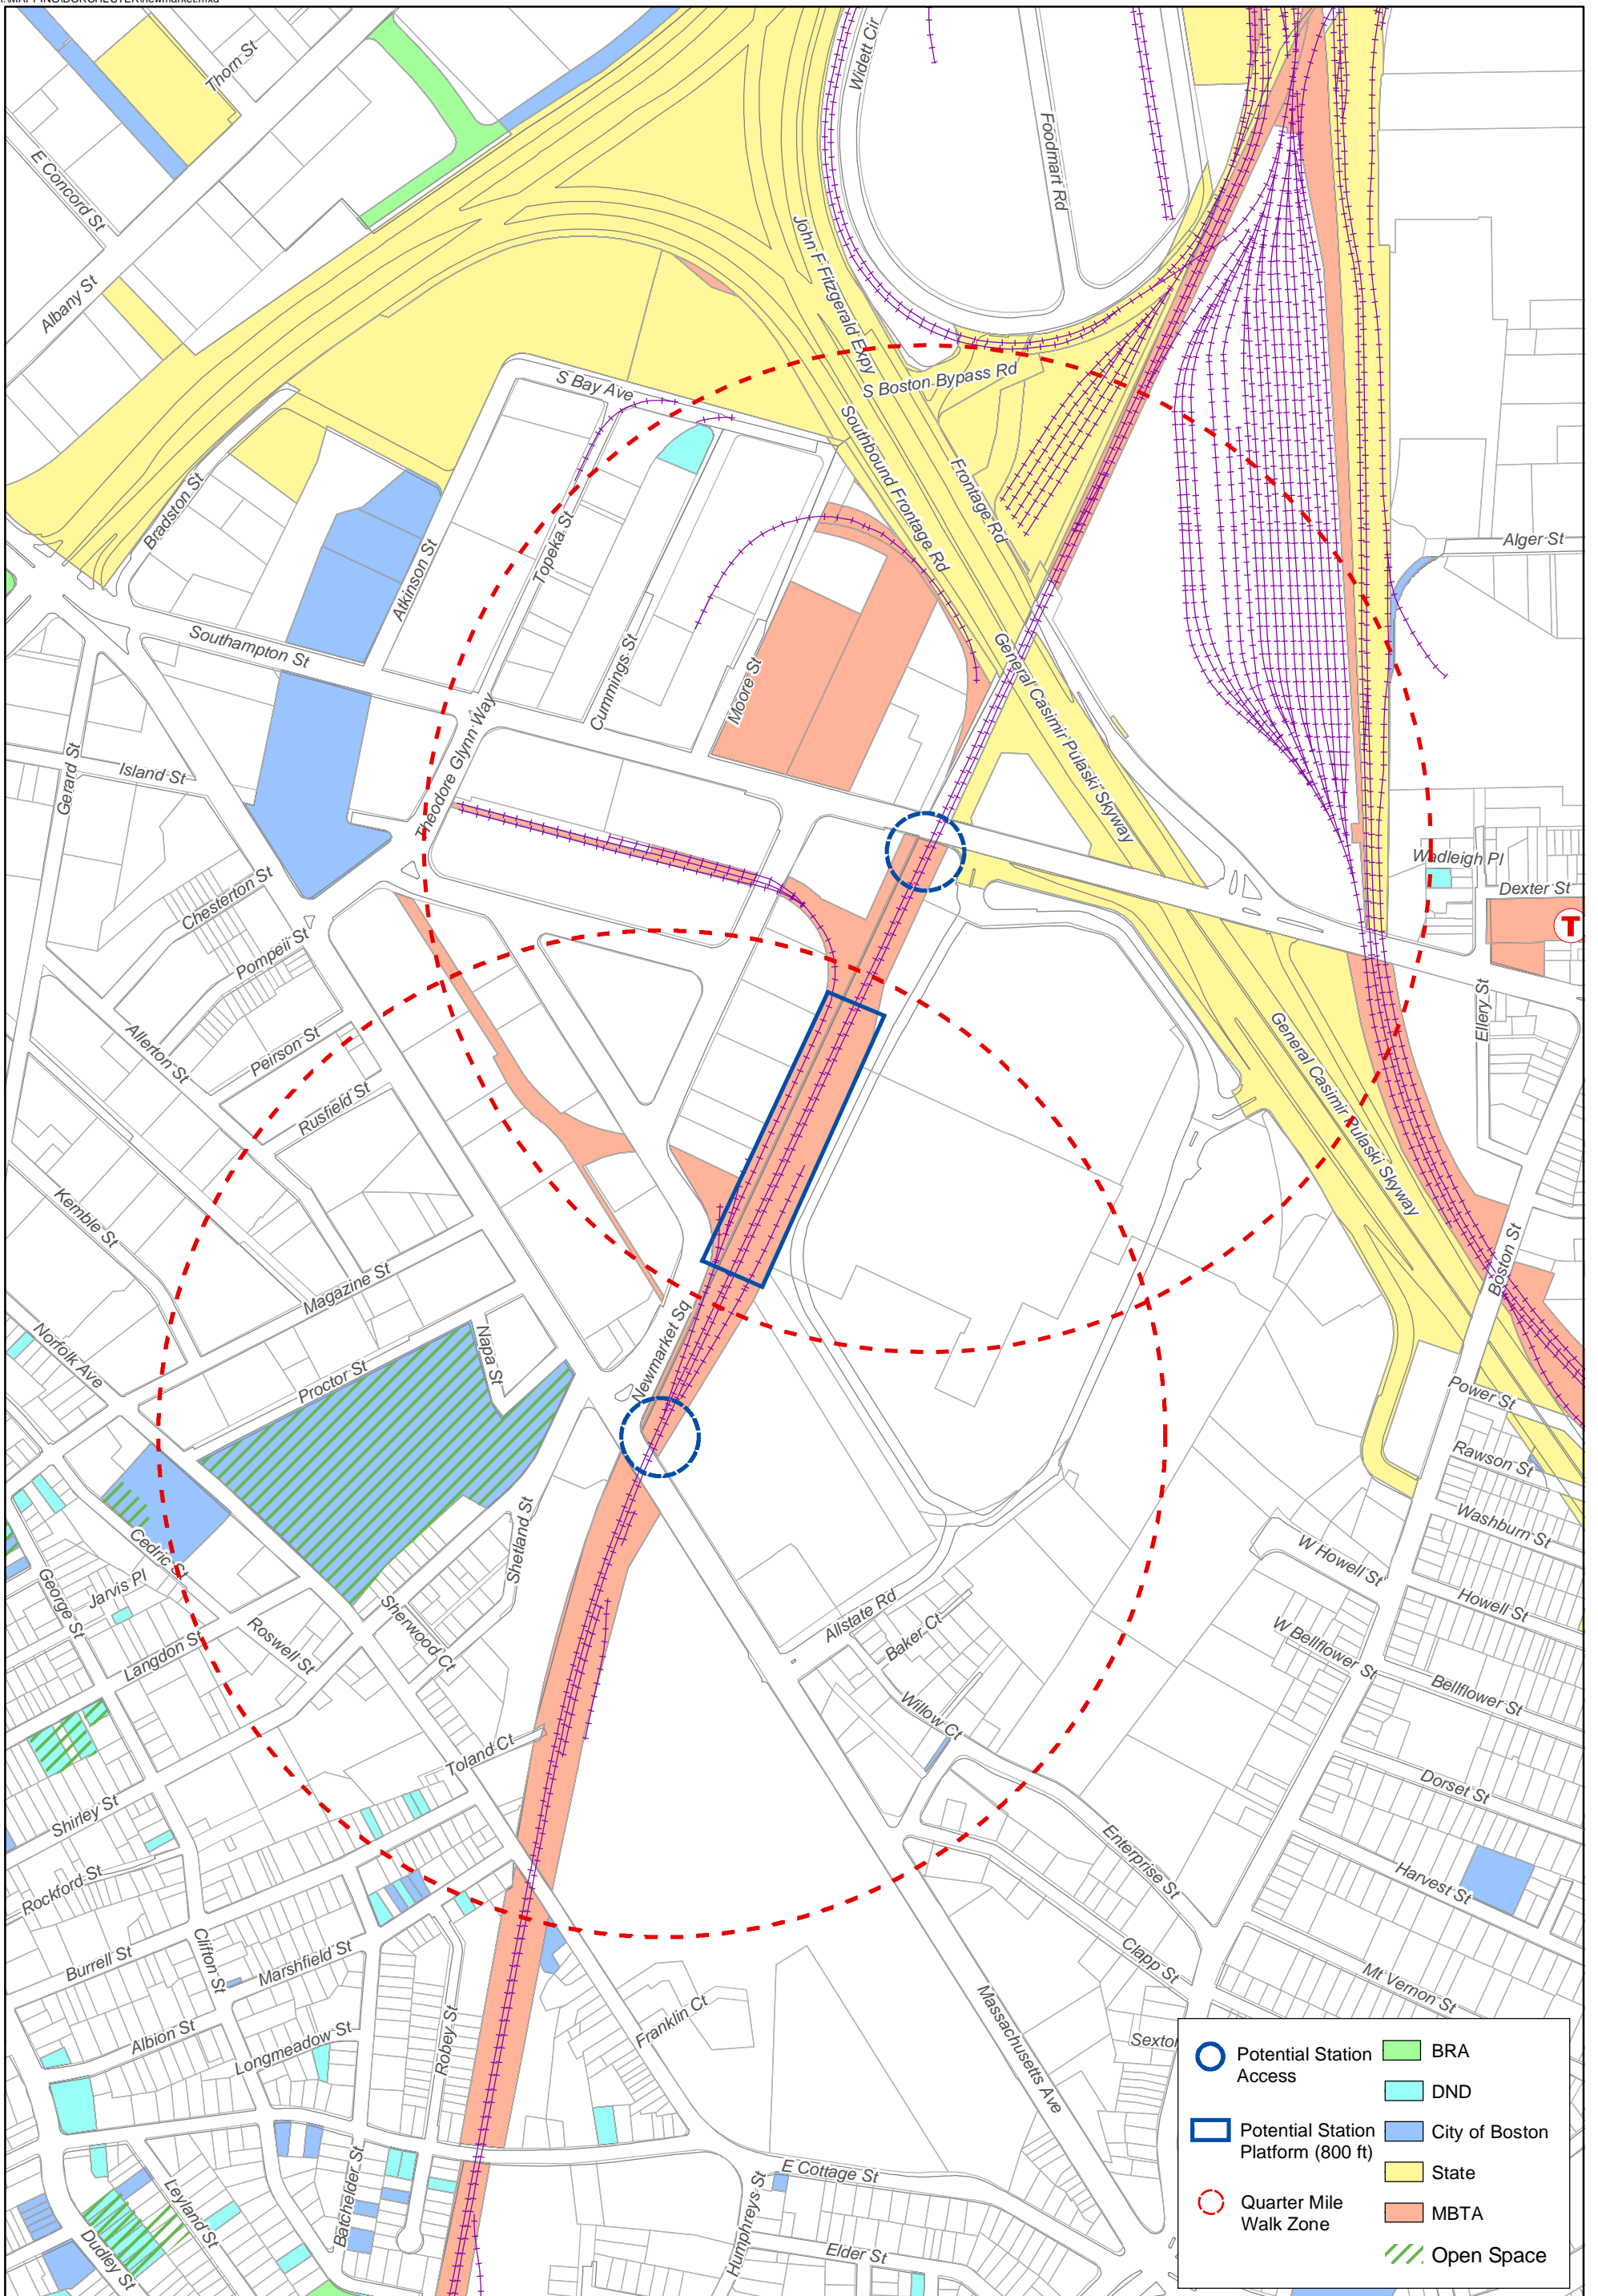 Thorn St
Widett Cir
Foodmart Rd
E Concord St
Albany St
John F Fitzgerald Expy
S Boston Bypass Rd
S Bay Ave
Southbound Frontage Rd
Frontage Rd
Bradston St
Atkinson St
Topeka St
Alger St
Southampton St
Cummings St
Moore St
General Casimir Pulaski Skyway
Theodore Glynn Way
Gerard St
Island St
Wadleigh Pl
Dexter St
T
Chesterton St
Pompeii St
Ellery St
Allerton St
Peirson St
Rusfield St
General Casimir Pulaski Skyway
Kemble St
Magazine St
Boston St
Newmarket Sq
Norfolk Ave
Napa St
Proctor St
Power St
Rawson St
Washburn St
Shetland St
Cedric St
W Howell St
Jarvis Pl
George St
Howell St
Allstate Rd
Baker Ct
Sherwood Ct
Roswell St
Langdon St
W Bellflower St
Bellflower St
Willow Ct
Toland Ct
Dorset St
Shirley St
Enterprise St
Harvest St
Rockford St
Clifton St
Burrell St
Marshfield St
Clapp St
Mt Vernon St
Massachusetts Ave
Franklin Ct
Robey St
Albion St
Longmeadow St
E Cottage St
Batchelder St
Leyland St
Humphreys St
Dudley St
Elder St
Potential Station
Access
Potential Station
Platform (800 ft)
Quarter Mile
Walk Zone
BRA
DND
City of Boston
State
MBTA
Open Space